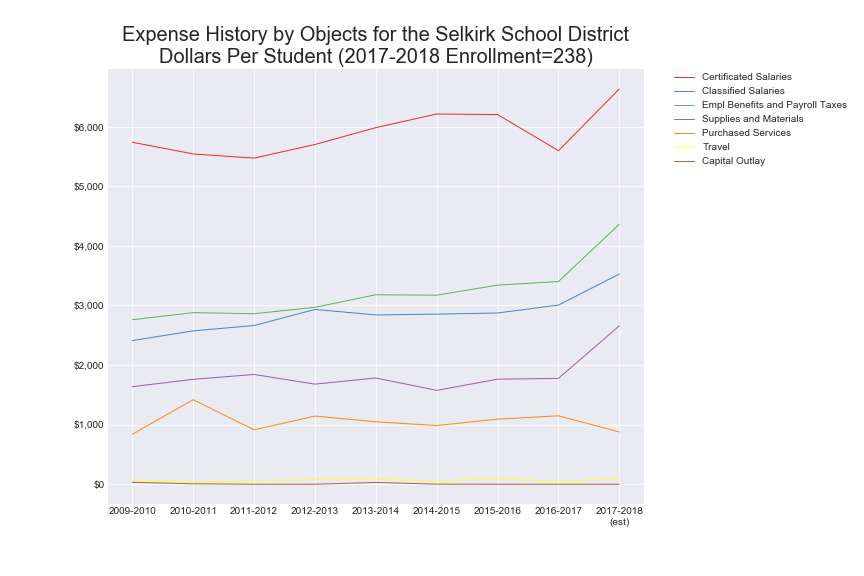 Expense History by Objects for the Selkirk School District
Dollars Per Student (2017-2018 Enrollment=238)
Certificated Salaries
Classified Salaries
Empl Benefits and Payroll Taxes
Supplies and Materials
Purchased Services
Travel
Capital Outlay
$6,000
$5,000
$4,000
$3,000
$2,000
$1,000
$0
2009-2010 2010-2011 2011-2012 2012-2013 2013-2014 2014-2015 2015-2016 2016-2017 2017-2018
(est)